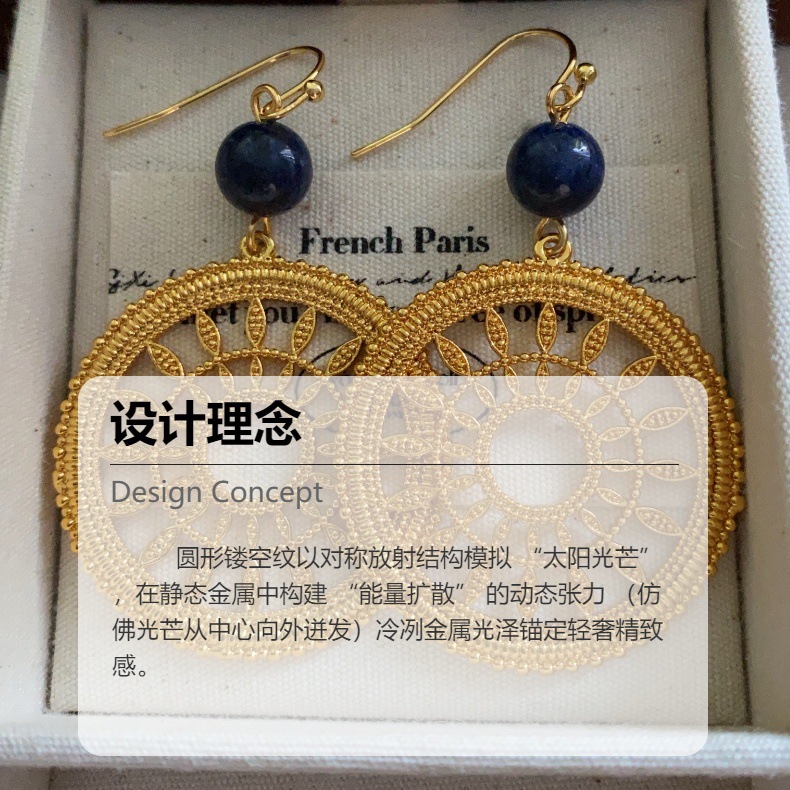 French Paris
设计理念
Design Concept
圆形镂空纹以对称放射结构模拟 “太阳光芒”
，在静态金属中构建 “能量扩散” 的动态张力 （仿
佛光芒从中心向外迸发）冷冽金属光泽锚定轻奢精致
感。